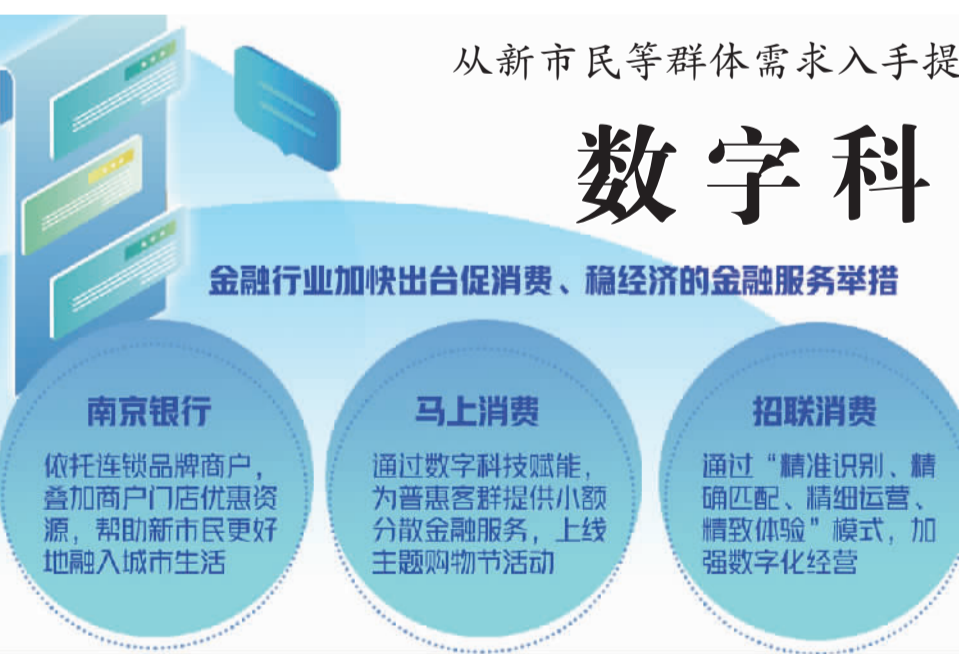 从新市民等群体需求入手提
数字科
金融行业加快出台促消费、稳经济的金融服务举措
南京银行
依托连锁品牌商户，
叠加商户门店优惠资
源，帮助新市民更好
地融入城市生活
马上消费
通过数字科技赋能，
为普惠客群提供小额
分散金融服务，上线
主题购物节活动
招联消费
通过“精准识别、精
确匹配、精细运营、
精致体验”模式，加
强数字化经营